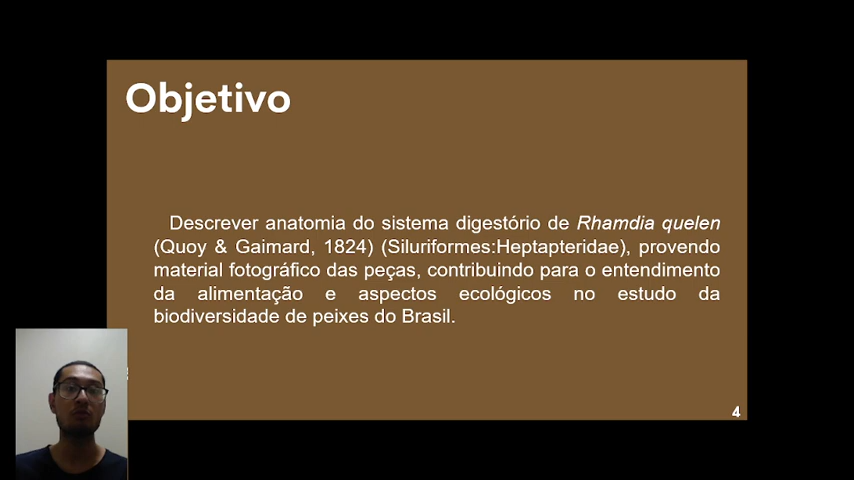 Objetivo
Descrever anatomia do sistema digestório de Rhamdia quelen
(Quoy & Gaimard, 1824) (Siluriformes:Heptapteridae), provendo
material fotográfico das peças, contribuindo para o entendimento
da alimentação e aspectos ecológicos no estudo da
biodiversidade de peixes do Brasil.
4